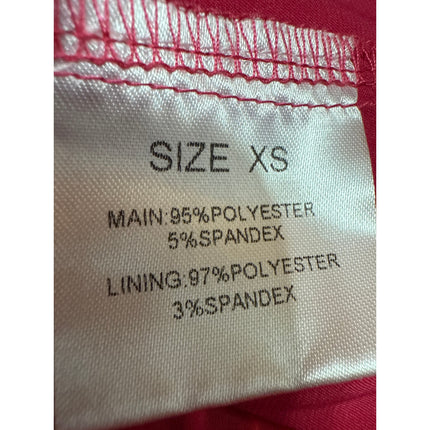 SIZE XS
MAIN:95%POLYESTER
5%SPANDEX
LINING:97%POLYESTER
3%SPANDEX